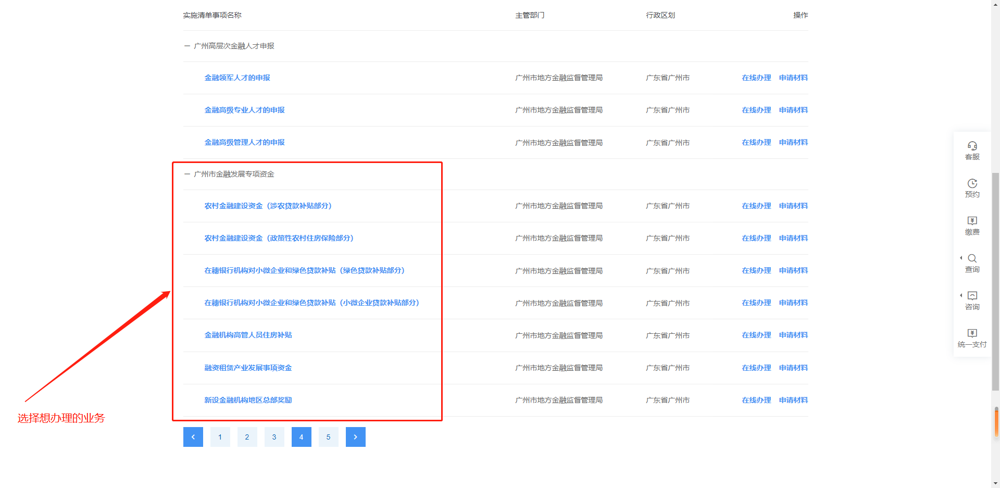 实施清单事项名称 主管部门 行政区划 操作
广州高层次金融人才申报
金融领军人才的申报 广州市地方金融监督管理局 广东省广州市 在线办理 申请材料
金融高级专业人才的申报 广州市地方金融监督管理局 广东省广州市 在线办理 申请材料
金融高级管理人才的申报 广州市地方金融监督管理局 广东省广州市 在线办理 申请材料
广州市金融发展专项资金
农村金融建设资金（涉农贷款补贴部分） 广州市地方金融监督管理局 广东省广州市 在线办理 申请材料
农村金融建设资金（政策性农村住房保险部分） 广州市地方金融监督管理局 广东省广州市 在线办理 申请材料
在穗银行机构对小微企业和绿色贷款补贴（绿色贷款补贴部分） 广州市地方金融监督管理局 广东省广州市 在线办理 申请材料
在穗银行机构对小微企业和绿色贷款补贴（小微企业贷款补贴部分） 广州市地方金融监督管理局 广东省广州市 在线办理 申请材料
金融机构高管人员住房补贴 广州市地方金融监督管理局 广东省广州市 在线办理 申请材料
融资租赁产业发展事项资金 广州市地方金融监督管理局 广东省广州市 在线办理 申请材料
新设金融机构地区总部奖励 广州市地方金融监督管理局 广东省广州市 在线办理 申请材料
选择想办理的业务
1 2 3 4 5
客服
预约
缴费
查询
咨询
统一支付